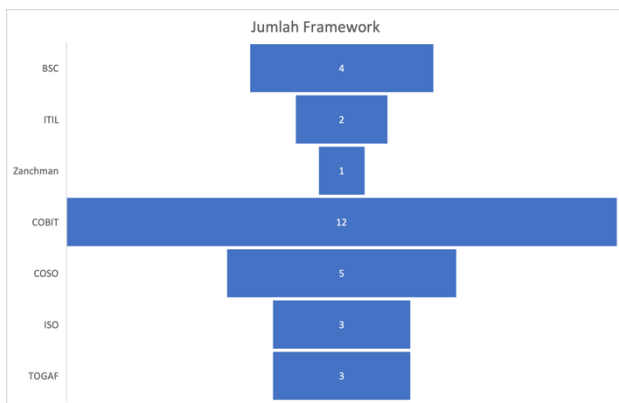 Jumlah Framework
BSC 4
ITIL 2
Zanchman 1
COBIT 12
COSO 5
ISO 3
TOGAF 3